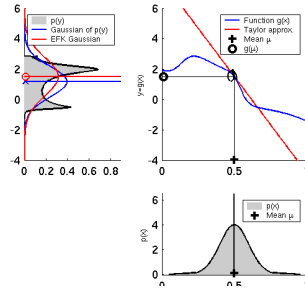 6
4
2
0
-2
-4
0 0.2 0.4 0.6 0.8
p(y)
Gaussian of p(y)
EFK Gaussian
6
4
2
0
-2
-4
0 0.5
y=g(x)
Function g(x)
Taylor approx.
Mean μ
g(μ)
6
4
2
0
0 0.5
p(x)
p(x)
Mean μ